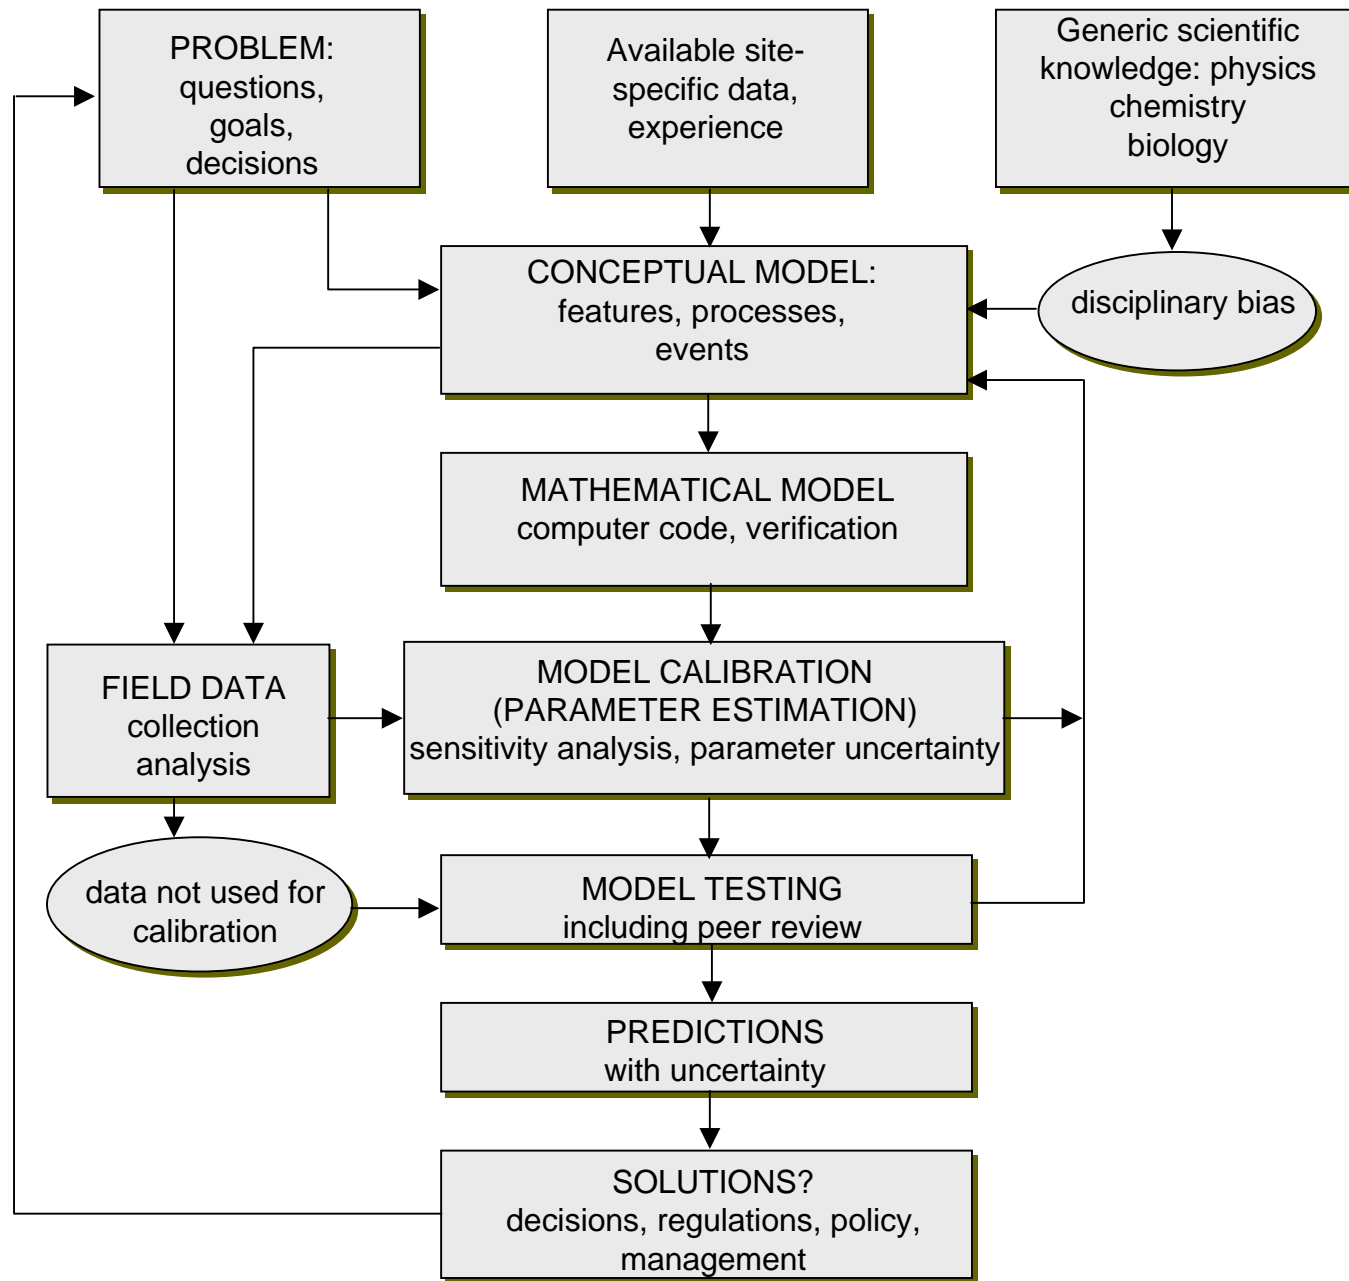 PROBLEM:
questions,
goals,
decisions
Available site-
specific data,
experience
Generic scientific
knowledge: physics
chemistry
biology
CONCEPTUAL MODEL:
features, processes,
events
disciplinary bias
MATHEMATICAL MODEL
computer code, verification
FIELD DATA
collection
analysis
MODEL CALIBRATION
(PARAMETER ESTIMATION)
sensitivity analysis, parameter uncertainty
data not used for
calibration
MODEL TESTING
including peer review
PREDICTIONS
with uncertainty
SOLUTIONS?
decisions, regulations, policy,
management